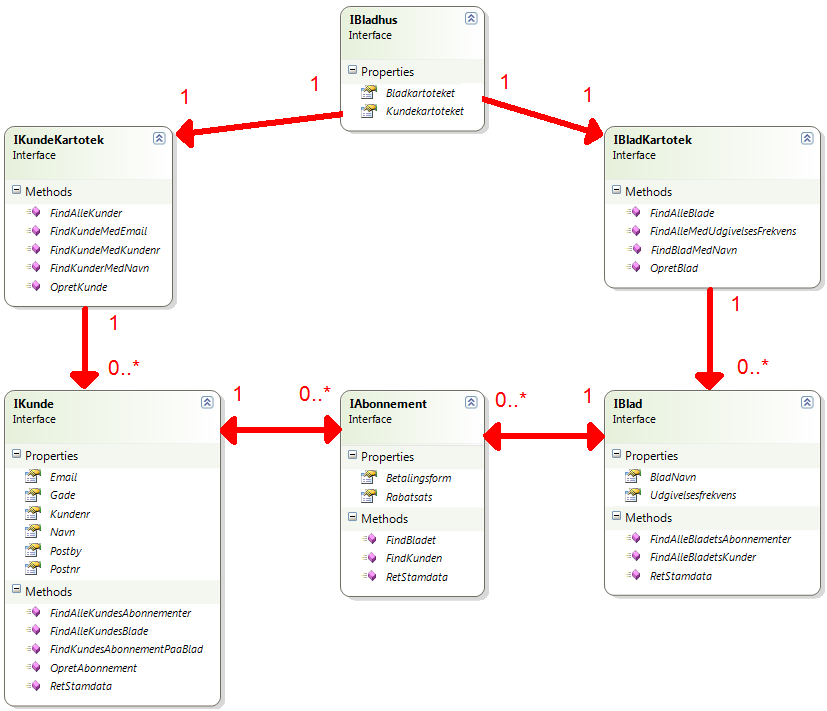 IBladhus
Interface
Properties
Bladkartoteket
Kundekartoteket
1
1
1
1
IKundeKartotek
Interface
Methods
FindAlleKunder
FindKundeMedEmail
FindKundeMedKundenr
FindKunderMedNavn
OpretKunde
IBladKartotek
Interface
Methods
FindAlleBlade
FindAlleMedUdgivelsesFrekvens
FindBladMedNavn
OpretBlad
1
0..*
1
0..*
IKunde
Interface
Properties
Email
Gade
Kundenr
Navn
Postby
Postnr
Methods
FindAlleKundesAbonnementer
FindAlleKundesBlade
FindKundesAbonnementPaaBlad
OpretAbonnement
RetStamdata
1
0..*
IAbonnement
Interface
Properties
Betalingsform
Rabatsats
Methods
FindBladet
FindKunden
RetStamdata
0..*
1
IBlad
Interface
Properties
BladNavn
Udgivelsesfrekvens
Methods
FindAlleBladetsAbonnementer
FindAlleBladetsKunder
RetStamdata